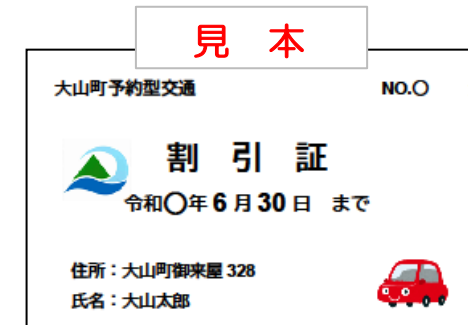 見 本
大山町予約型交通 NO.〇
割 引 証
令和〇年 6 月 30 日 まで
住所：大山町御来屋 328
氏名：大山太郎